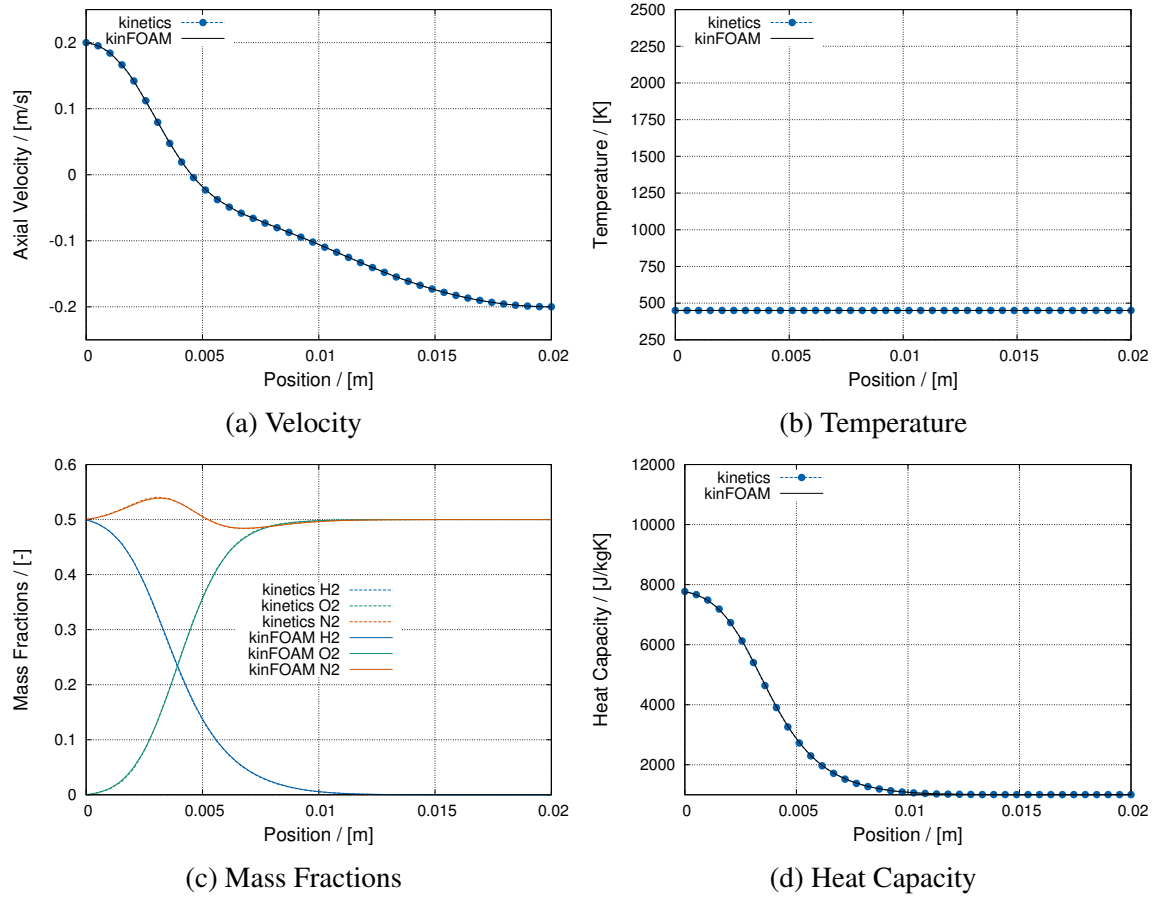 kinetics
kinFOAM
0.2
0.1
0
-0.1
-0.2
Axial Velocity / [m/s]
0 0.005 0.01 0.015 0.02
Position / [m]
(a) Velocity
kinetics
kinFOAM
2500
2250
2000
1750
1500
1250
1000
750
500
250
Temperature / [K]
0 0.005 0.01 0.015 0.02
Position / [m]
(b) Temperature
0.6
0.5
0.4
0.3
0.2
0.1
0
Mass Fractions / [-]
kinetics H2
kinetics O2
kinetics N2
kinFOAM H2
kinFOAM O2
kinFOAM N2
0 0.005 0.01 0.015 0.02
Position / [m]
(c) Mass Fractions
kinetics
kinFOAM
12000
10000
8000
6000
4000
2000
Heat Capacity / [J/kgK]
0 0.005 0.01 0.015 0.02
Position / [m]
(d) Heat Capacity